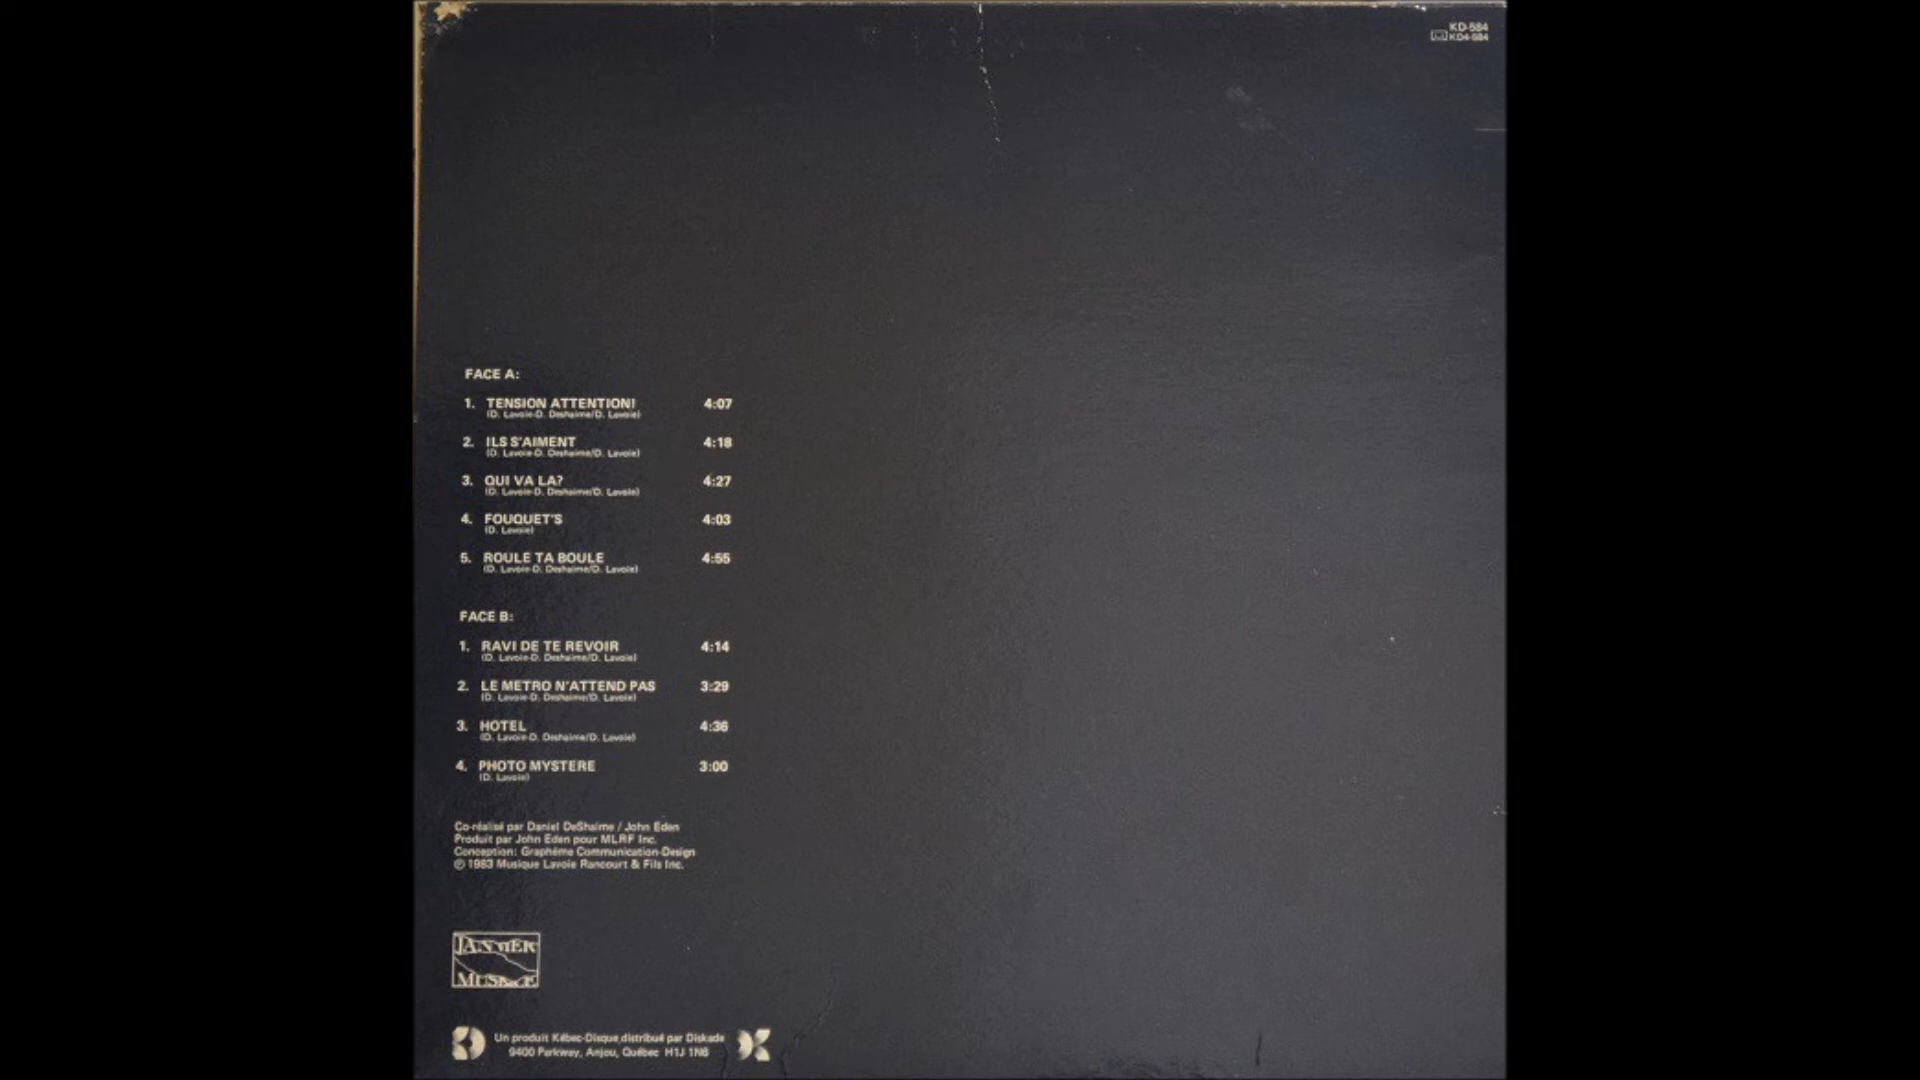 KD-584
KD4-584
FACE A:
1. TENSION ATTENTION! 4:07
(D. Lavoie-D. Deshaime/D. Lavoie)
2. ILS S'AIMENT 4:18
(D. Lavoie-D. Deshaime/D. Lavoie)
3. QUI VA LA? 4:27
(D. Lavoie-D. Deshaime/D. Lavoie)
4. FOUQUET'S 4:03
(D. Lavoie)
5. ROULE TA BOULE 4:55
(D. Lavoie-D. Deshaime/D. Lavoie)
FACE B:
1. RAVI DE TE REVOIR 4:14
(D. Lavoie-D. Deshaime/D. Lavoie)
2. LE METRO N'ATTEND PAS 3:29
(D. Lavoie-D. Deshaime/D. Lavoie)
3. HOTEL 4:36
(D. Lavoie-D. Deshaime/D. Lavoie)
4. PHOTO MYSTERE 3:00
(D. Lavoie)
Co-réalisé par Daniel DeShaime / John Eden
Produit par John Eden pour MLRF Inc.
Conception: Graphème Communication-Design
℗ 1983 Musique Lavoie Rancourt & Fils Inc.
JANVIER
MUSIQUE
Un produit Kébec-Disque distribué par Diskade
9400 Parkway, Anjou, Québec H1J 1N6